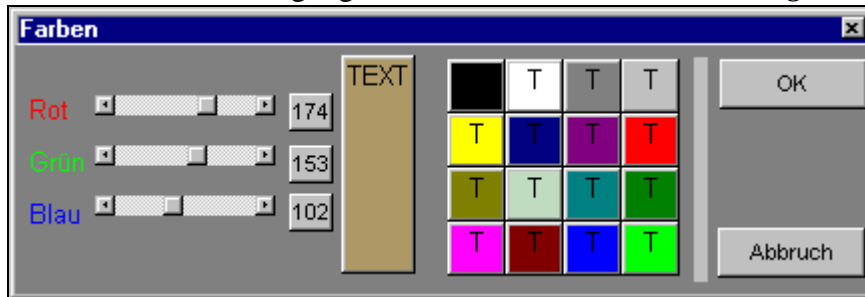 Farben
Rot 174
Grün 153
Blau 102
TEXT
T T T
T T T T
T T T T
T T T T
OK
Abbruch